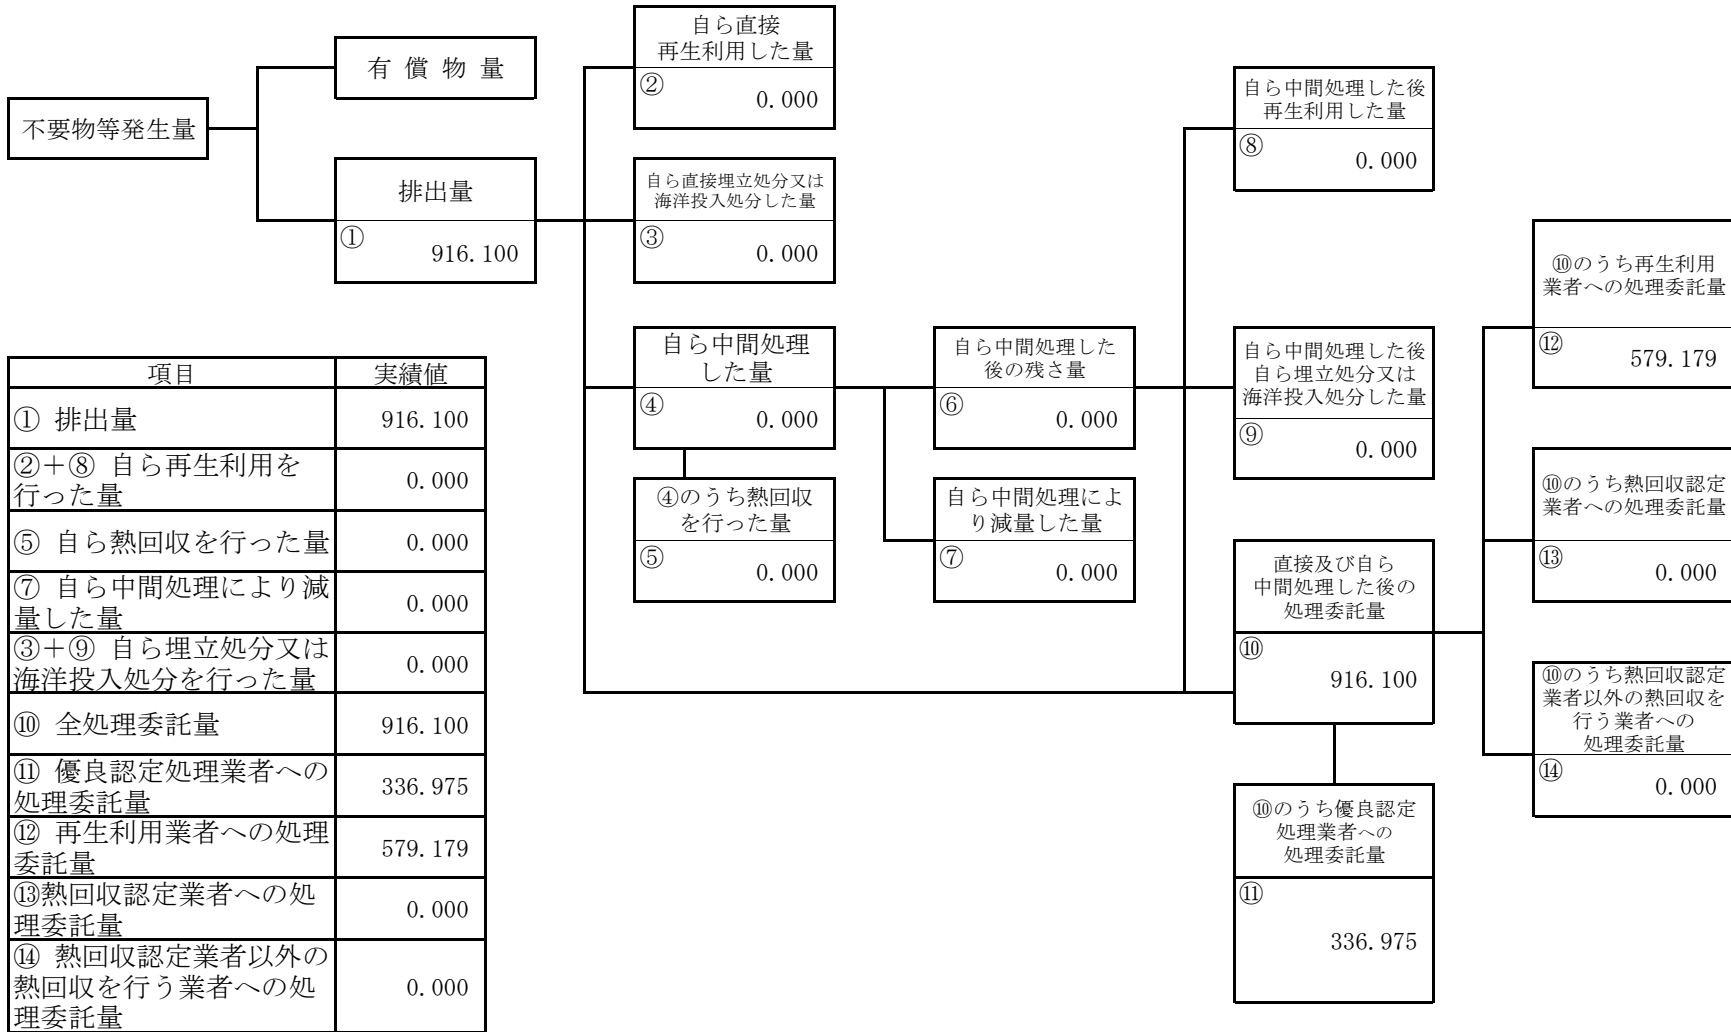 不要物等発生量
有 償 物 量
排出量
①
916.100
自ら直接
再生利用した量
②
0.000
自ら直接埋立処分又は
海洋投入処分した量
③
0.000
自ら中間処理
した量
④
0.000
④のうち熱回収
を行った量
⑤
0.000
自ら中間処理した
後の残さ量
⑥
0.000
自ら中間処理によ
り減量した量
⑦
0.000
自ら中間処理した後
再生利用した量
⑧
0.000
自ら中間処理した後
自ら埋立処分又は
海洋投入処分した量
⑨
0.000
直接及び自ら
中間処理した後の
処理委託量
⑩
916.100
⑩のうち優良認定
処理業者への
処理委託量
⑪
336.975
⑩のうち再生利用
業者への処理委託量
⑫
579.179
⑩のうち熱回収認定
業者への処理委託量
⑬
0.000
⑩のうち熱回収認定
業者以外の熱回収を
行う業者への
処理委託量
⑭
0.000
項目 実績値
① 排出量 916.100
②＋⑧ 自ら再生利用を
行った量 0.000
⑤ 自ら熱回収を行った量 0.000
⑦ 自ら中間処理により減
量した量 0.000
③＋⑨ 自ら埋立処分又は
海洋投入処分を行った量 0.000
⑩ 全処理委託量 916.100
⑪ 優良認定処理業者への
処理委託量 336.975
⑫ 再生利用業者への処理
委託量 579.179
⑬熱回収認定業者への処
理委託量 0.000
⑭ 熱回収認定業者以外の
熱回収を行う業者への処
理委託量 0.000